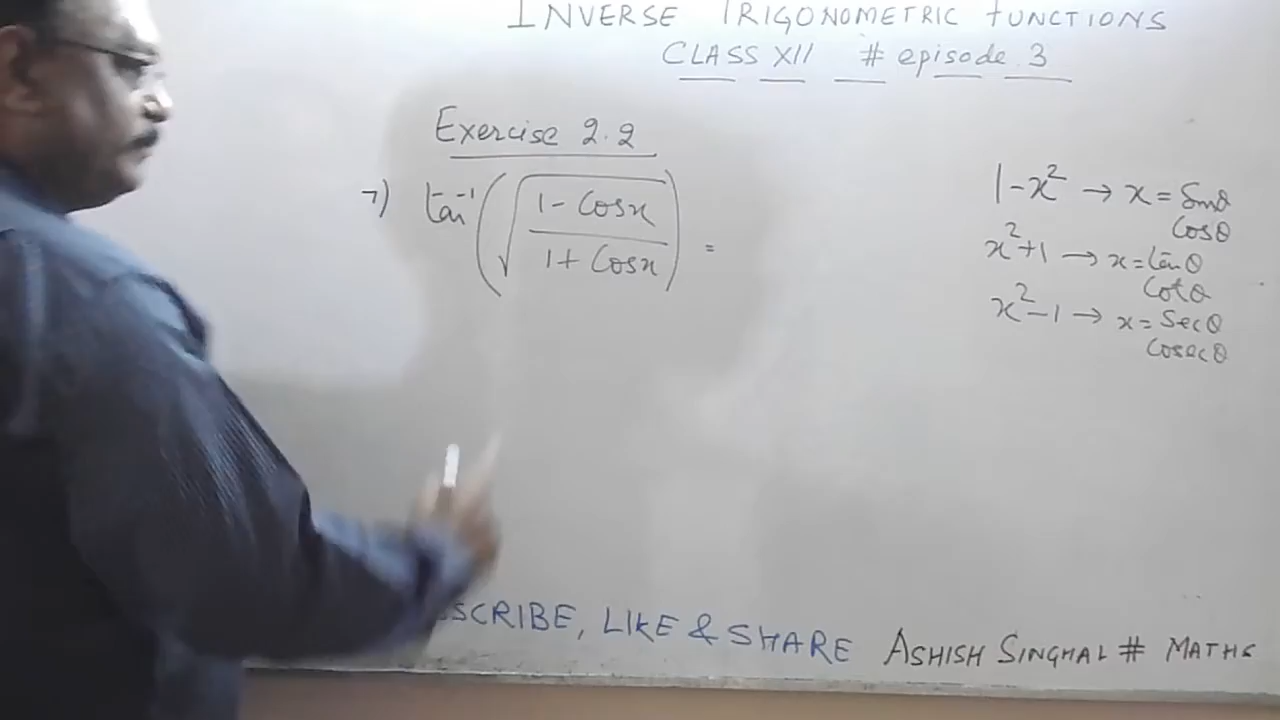 INVERSE TRIGONOMETRIC FUNCTIONS
CLASS XII # episode 3
Exercise 2.2
7) tan⁻¹(√((1 - Cosx)/(1 + Cosx))) =
1-x² → x = Sinθ
Cosθ
x²+1 → x = tanθ
Cotθ
x²-1 → x = Secθ
Cosecθ
SCRIBE, LIKE & SHARE ASHISH SINGHAL # MATHS